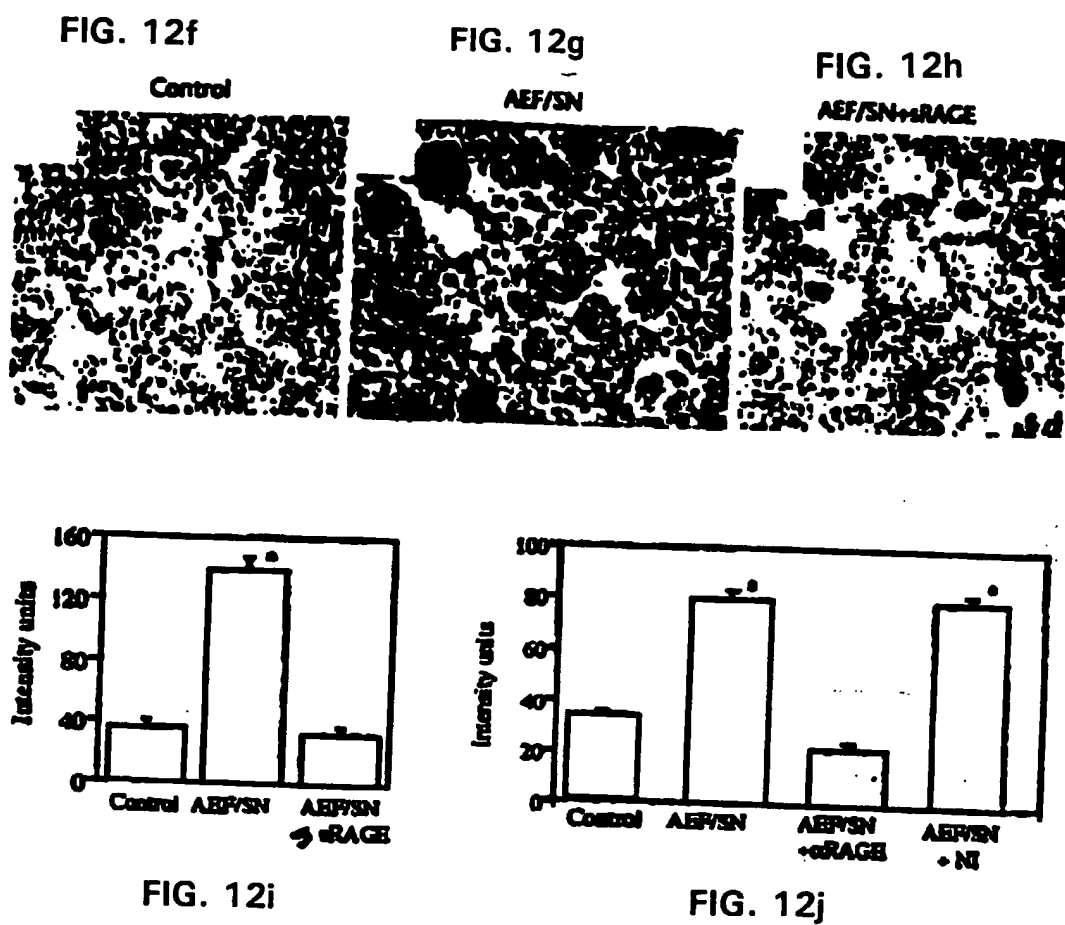 FIG. 12f
FIG. 12g
FIG. 12h
Control
AEF/SN
AEF/SN+sRAGE
160
120
80
40
0
Intensity units
Control AEF/SN AEF/SN
sRAGE
FIG. 12i
100
80
60
40
20
0
Intensity units
Control AEF/SN AEF/SN AEF/SN
+αRAGE + NI
FIG. 12j